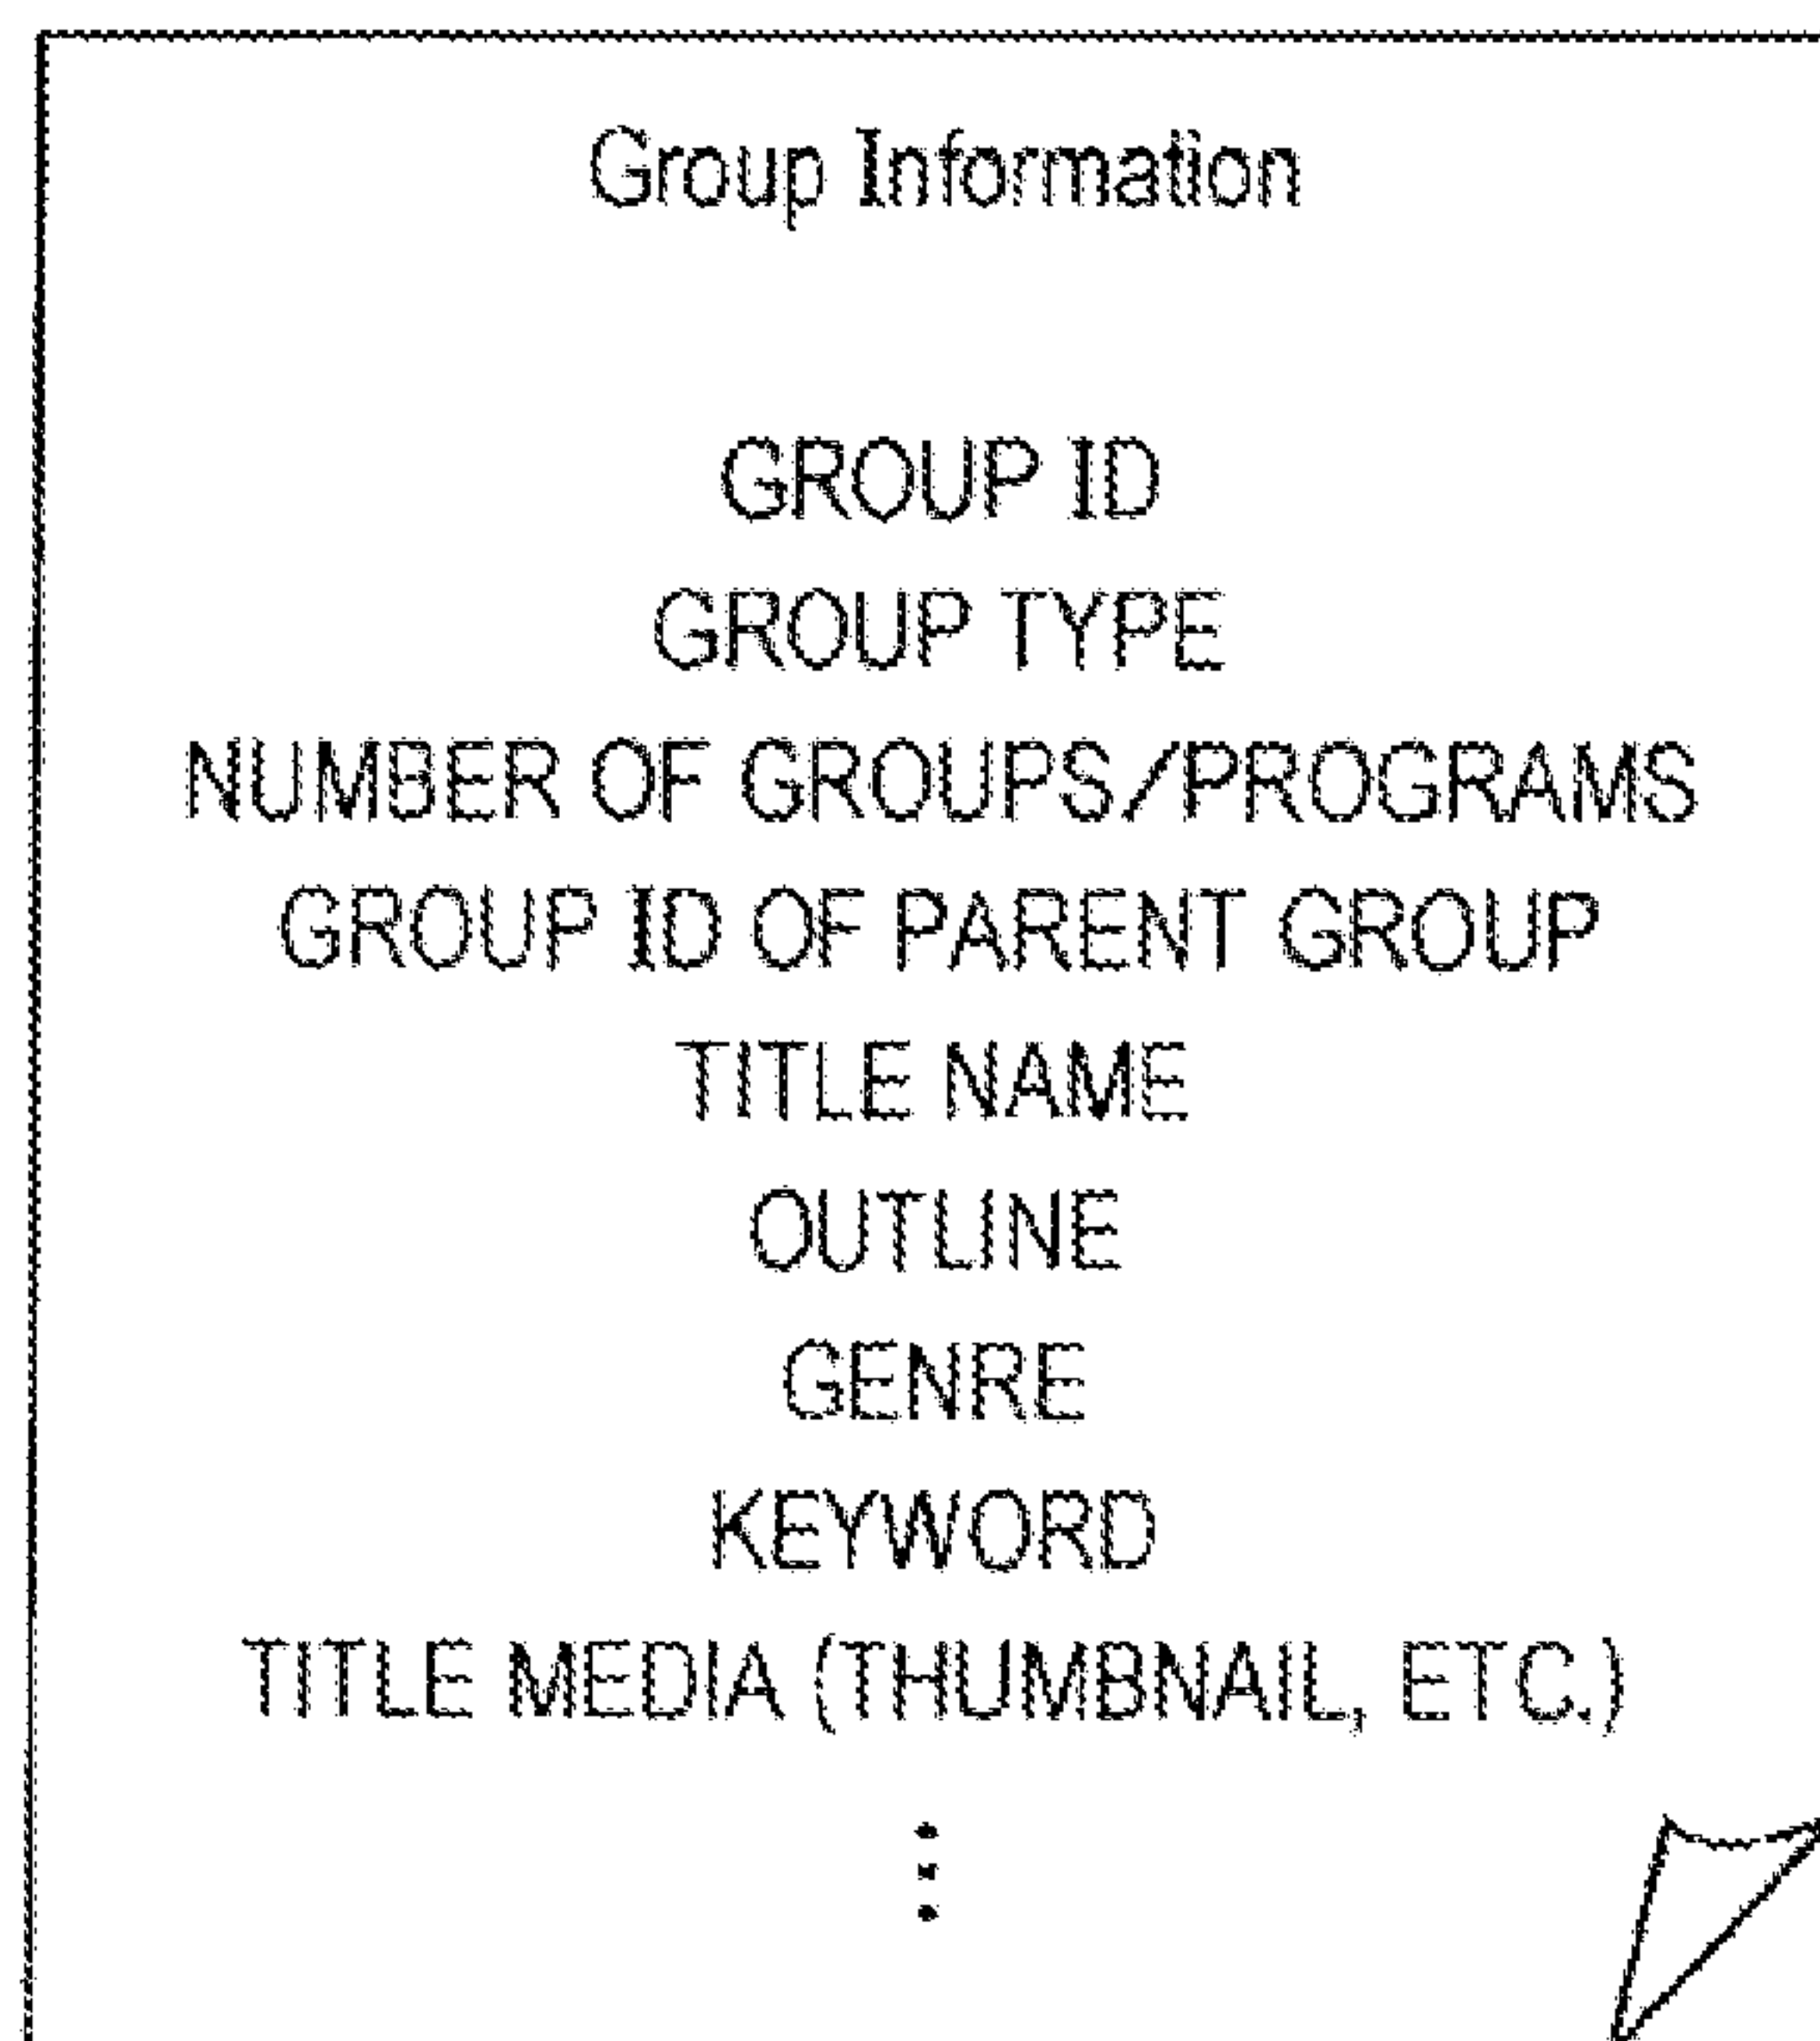 Group Information
GROUP ID
GROUP TYPE
NUMBER OF GROUPS/PROGRAMS
GROUP ID OF PARENT GROUP
TITLE NAME
OUTLINE
GENRE
KEYWORD
TITLE MEDIA (THUMBNAIL, ETC.)